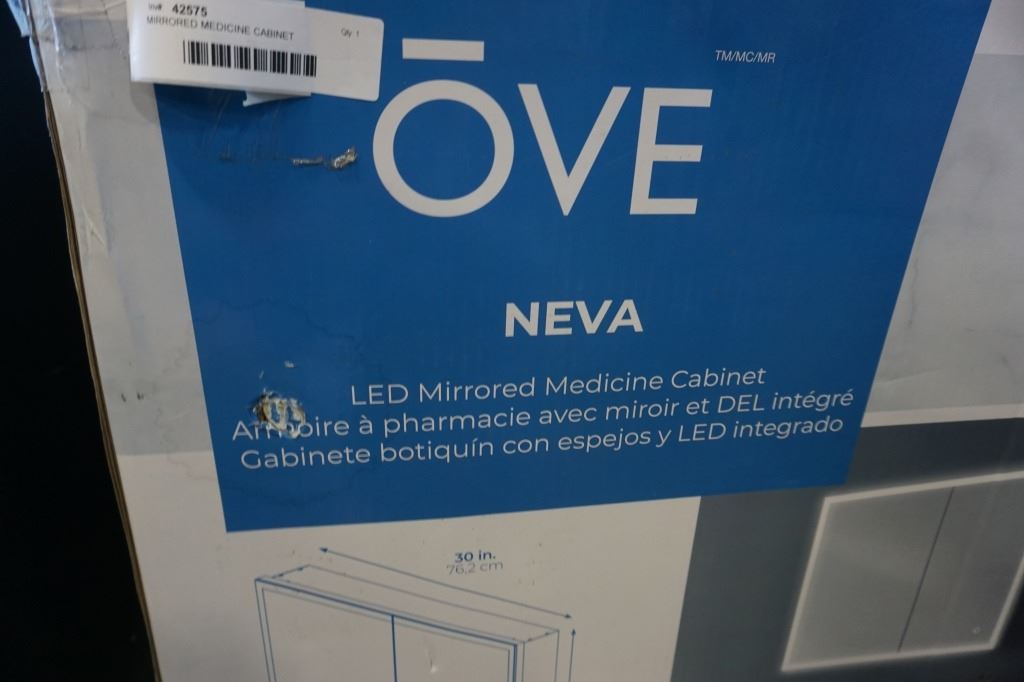 Inv# 42575
MIRRORED MEDICINE CABINET
Qty 1
ŌVE
TM/MC/MR
NEVA
LED Mirrored Medicine Cabinet
Armoire à pharmacie avec miroir et DEL intégré
Gabinete botiquín con espejos y LED integrado
30 in.
76,2 cm